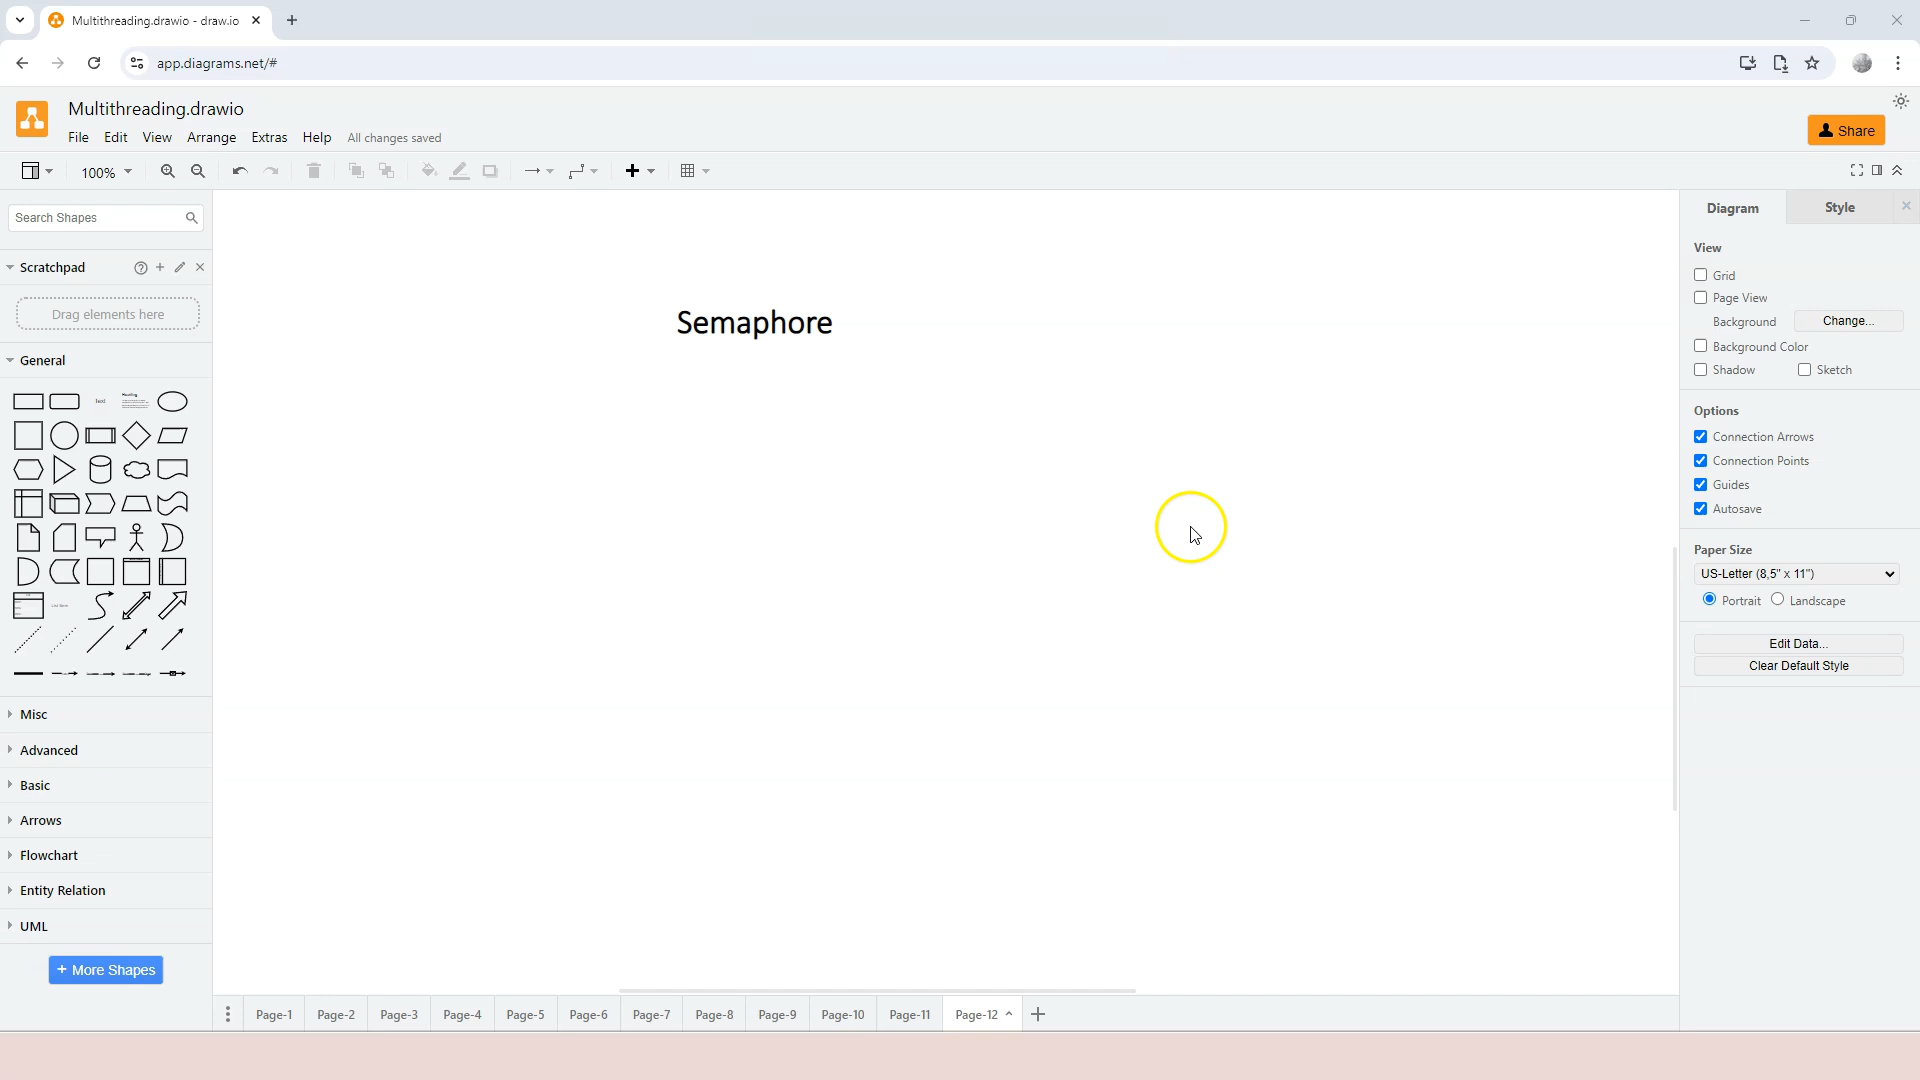 Multithreading.drawio - draw.io
app.diagrams.net/#
Multithreading.drawio
File Edit View Arrange Extras Help All changes saved
Share
100%
Search Shapes
Scratchpad
Drag elements here
General
Text
Heading
Misc
Advanced
Basic
Arrows
Flowchart
Entity Relation
UML
+ More Shapes
Semaphore
Page-1 Page-2 Page-3 Page-4 Page-5 Page-6 Page-7 Page-8 Page-9 Page-10 Page-11 Page-12
Diagram Style
View
Grid
Page View
Background Change...
Background Color
Shadow Sketch
Options
Connection Arrows
Connection Points
Guides
Autosave
Paper Size
US-Letter (8,5" x 11")
Portrait Landscape
Edit Data...
Clear Default Style